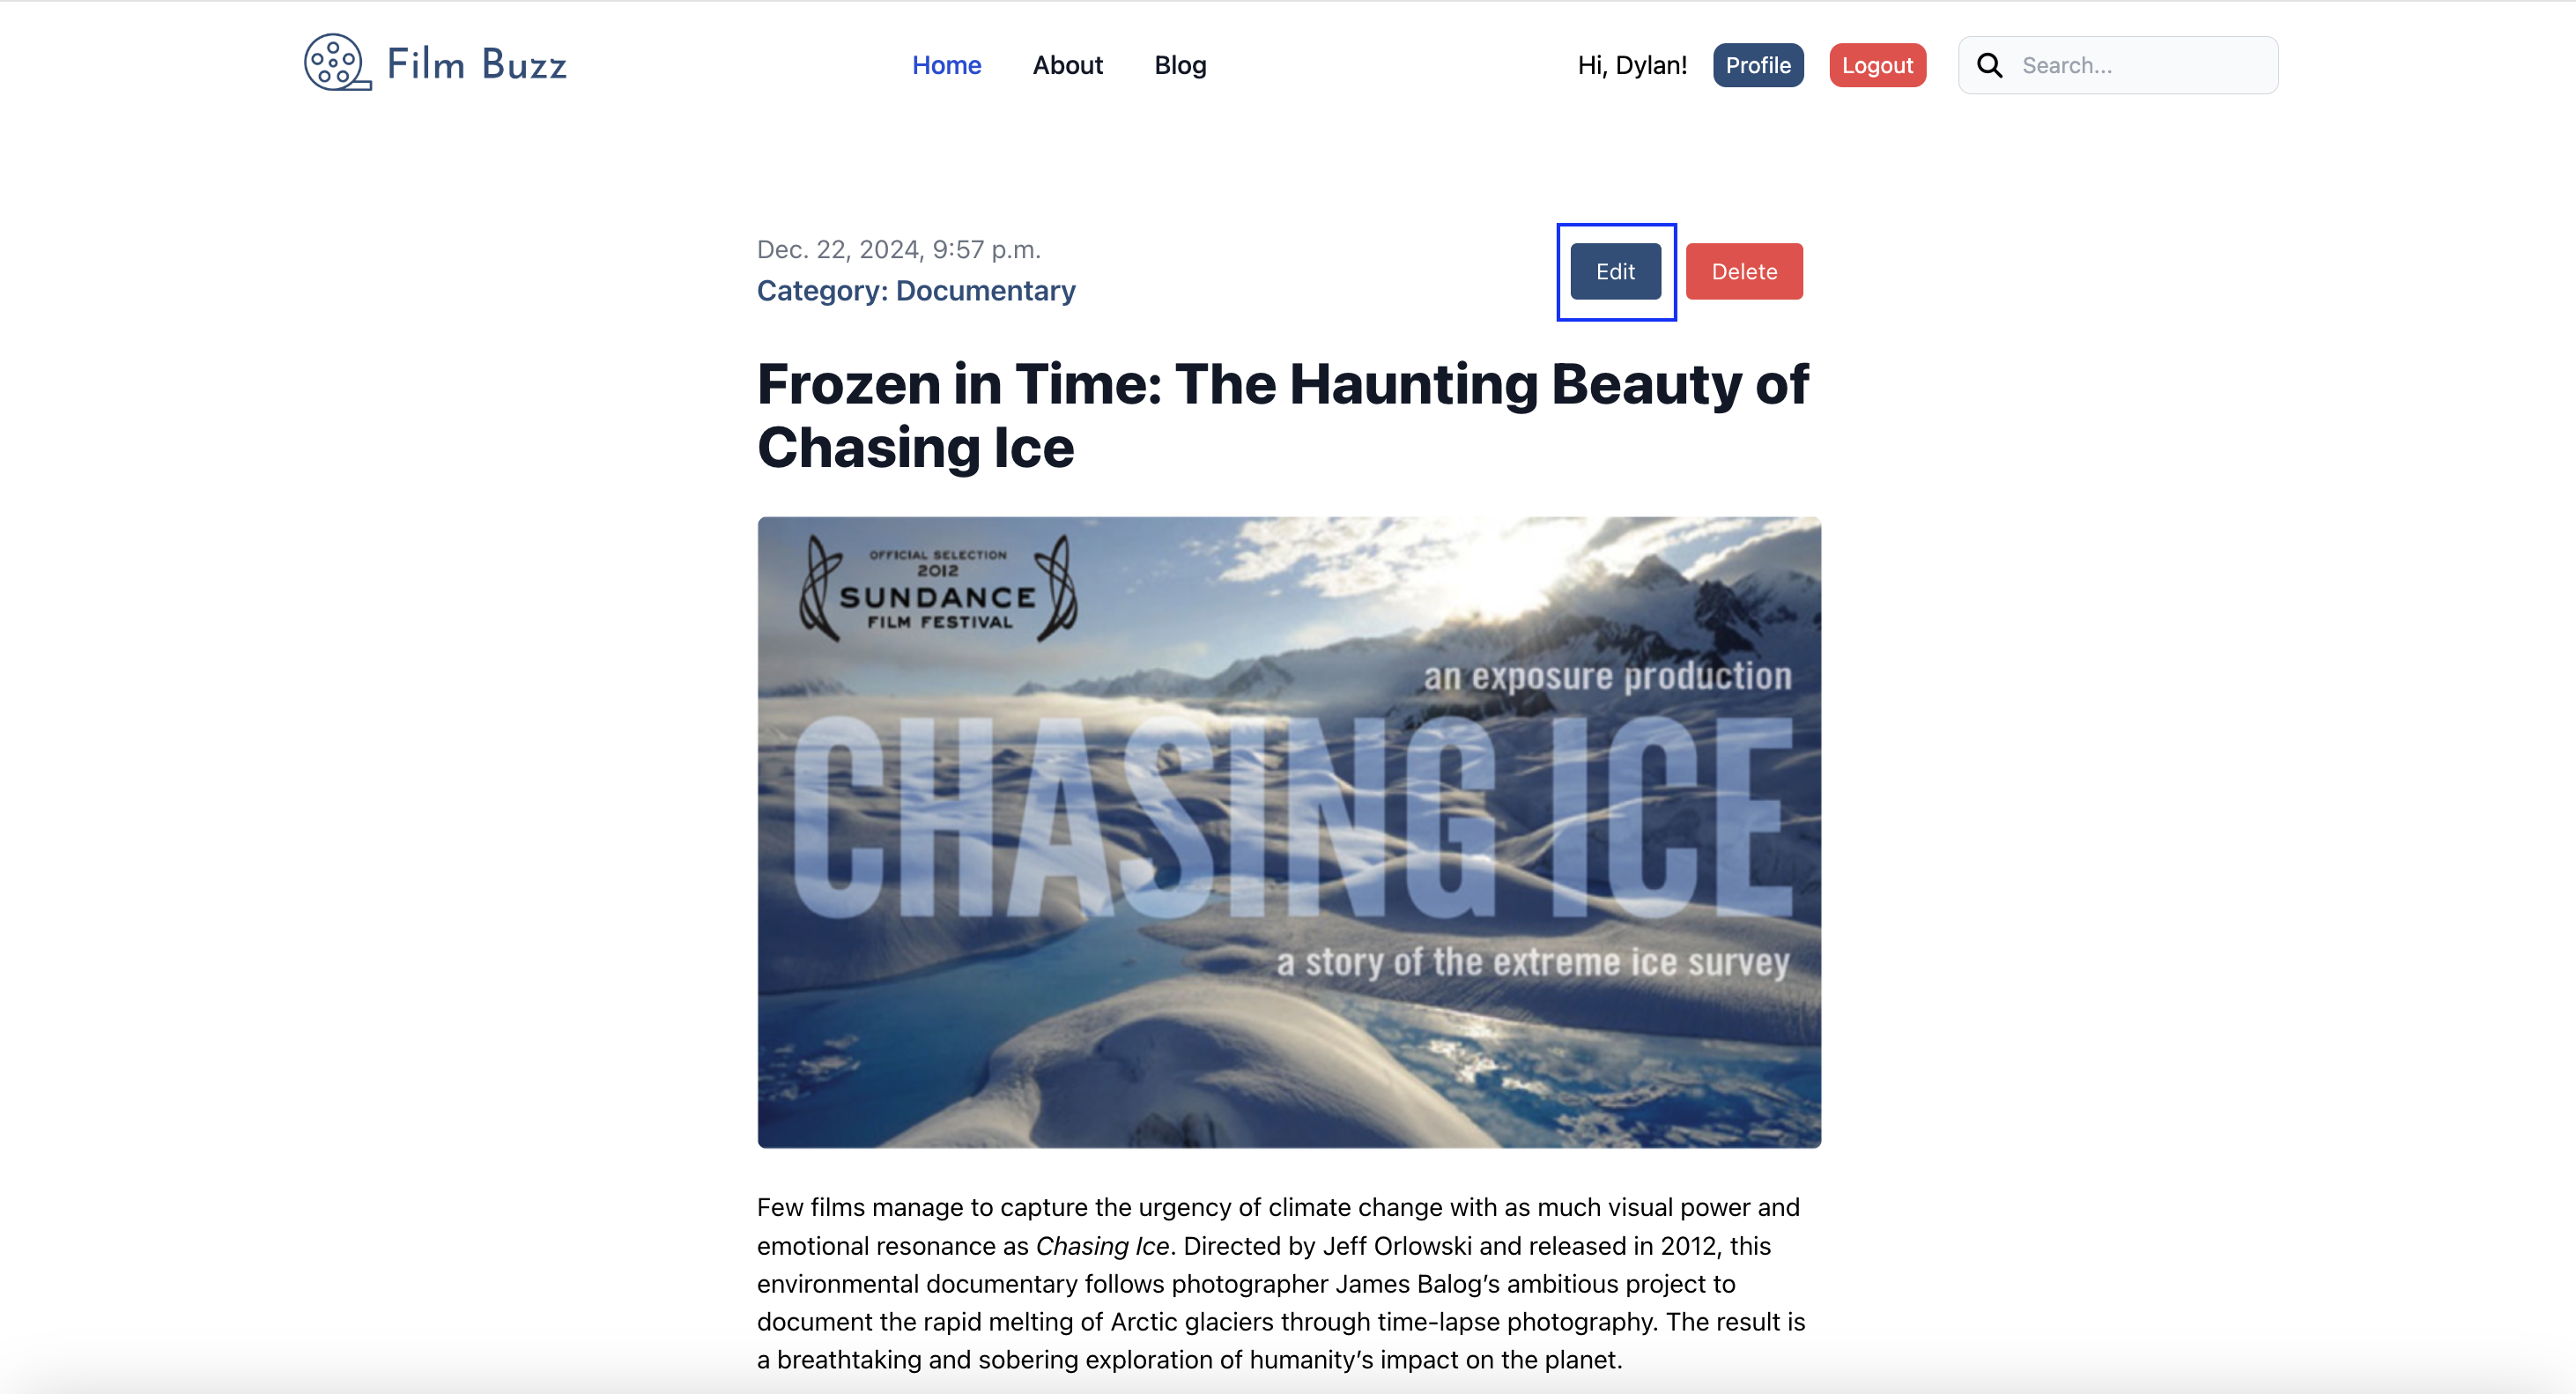 Film Buzz
Home About Blog
Hi, Dylan! Profile Logout Search...
Dec. 22, 2024, 9:57 p.m.
Category: Documentary
Edit Delete
Frozen in Time: The Haunting Beauty of
Chasing Ice
OFFICIAL SELECTION
2012
SUNDANCE
FILM FESTIVAL
an exposure production
CHASING ICE
a story of the extreme ice survey
Few films manage to capture the urgency of climate change with as much visual power and
emotional resonance as Chasing Ice. Directed by Jeff Orlowski and released in 2012, this
environmental documentary follows photographer James Balog’s ambitious project to
document the rapid melting of Arctic glaciers through time-lapse photography. The result is
a breathtaking and sobering exploration of humanity’s impact on the planet.